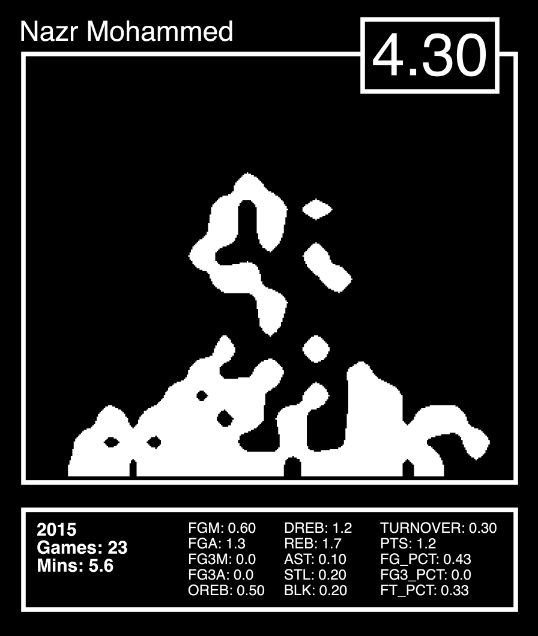 Nazr Mohammed
4.30
2015
Games: 23
Mins: 5.6
FGM: 0.60
FGA: 1.3
FG3M: 0.0
FG3A: 0.0
OREB: 0.50
DREB: 1.2
REB: 1.7
AST: 0.10
STL: 0.20
BLK: 0.20
TURNOVER: 0.30
PTS: 1.2
FG_PCT: 0.43
FG3_PCT: 0.0
FT_PCT: 0.33